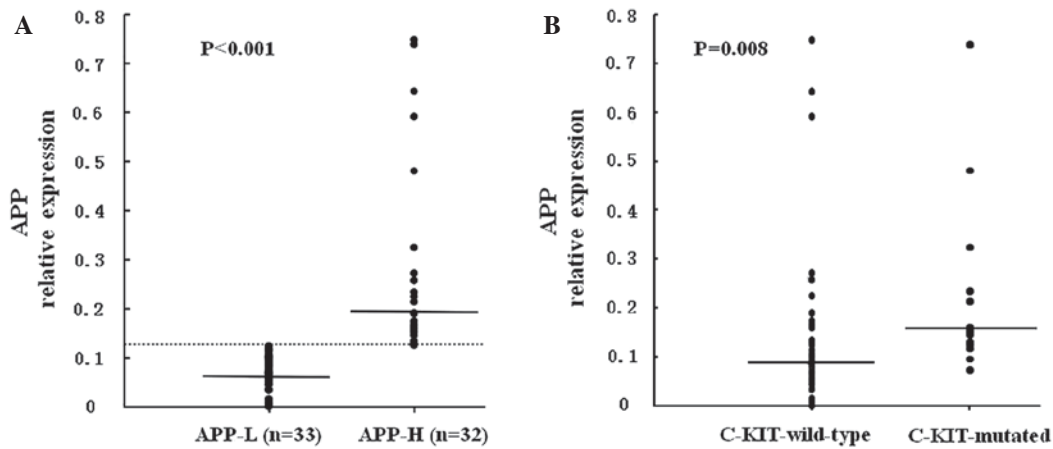 A
P<0.001
APP
relative expression
0.8
0.7
0.6
0.5
0.4
0.3
0.2
0.1
0
APP-L (n=33) APP-H (n=32)
B
P=0.008
APP
relative expression
0.8
0.7
0.6
0.5
0.4
0.3
0.2
0.1
0
C-KIT-wild-type C-KIT-mutated